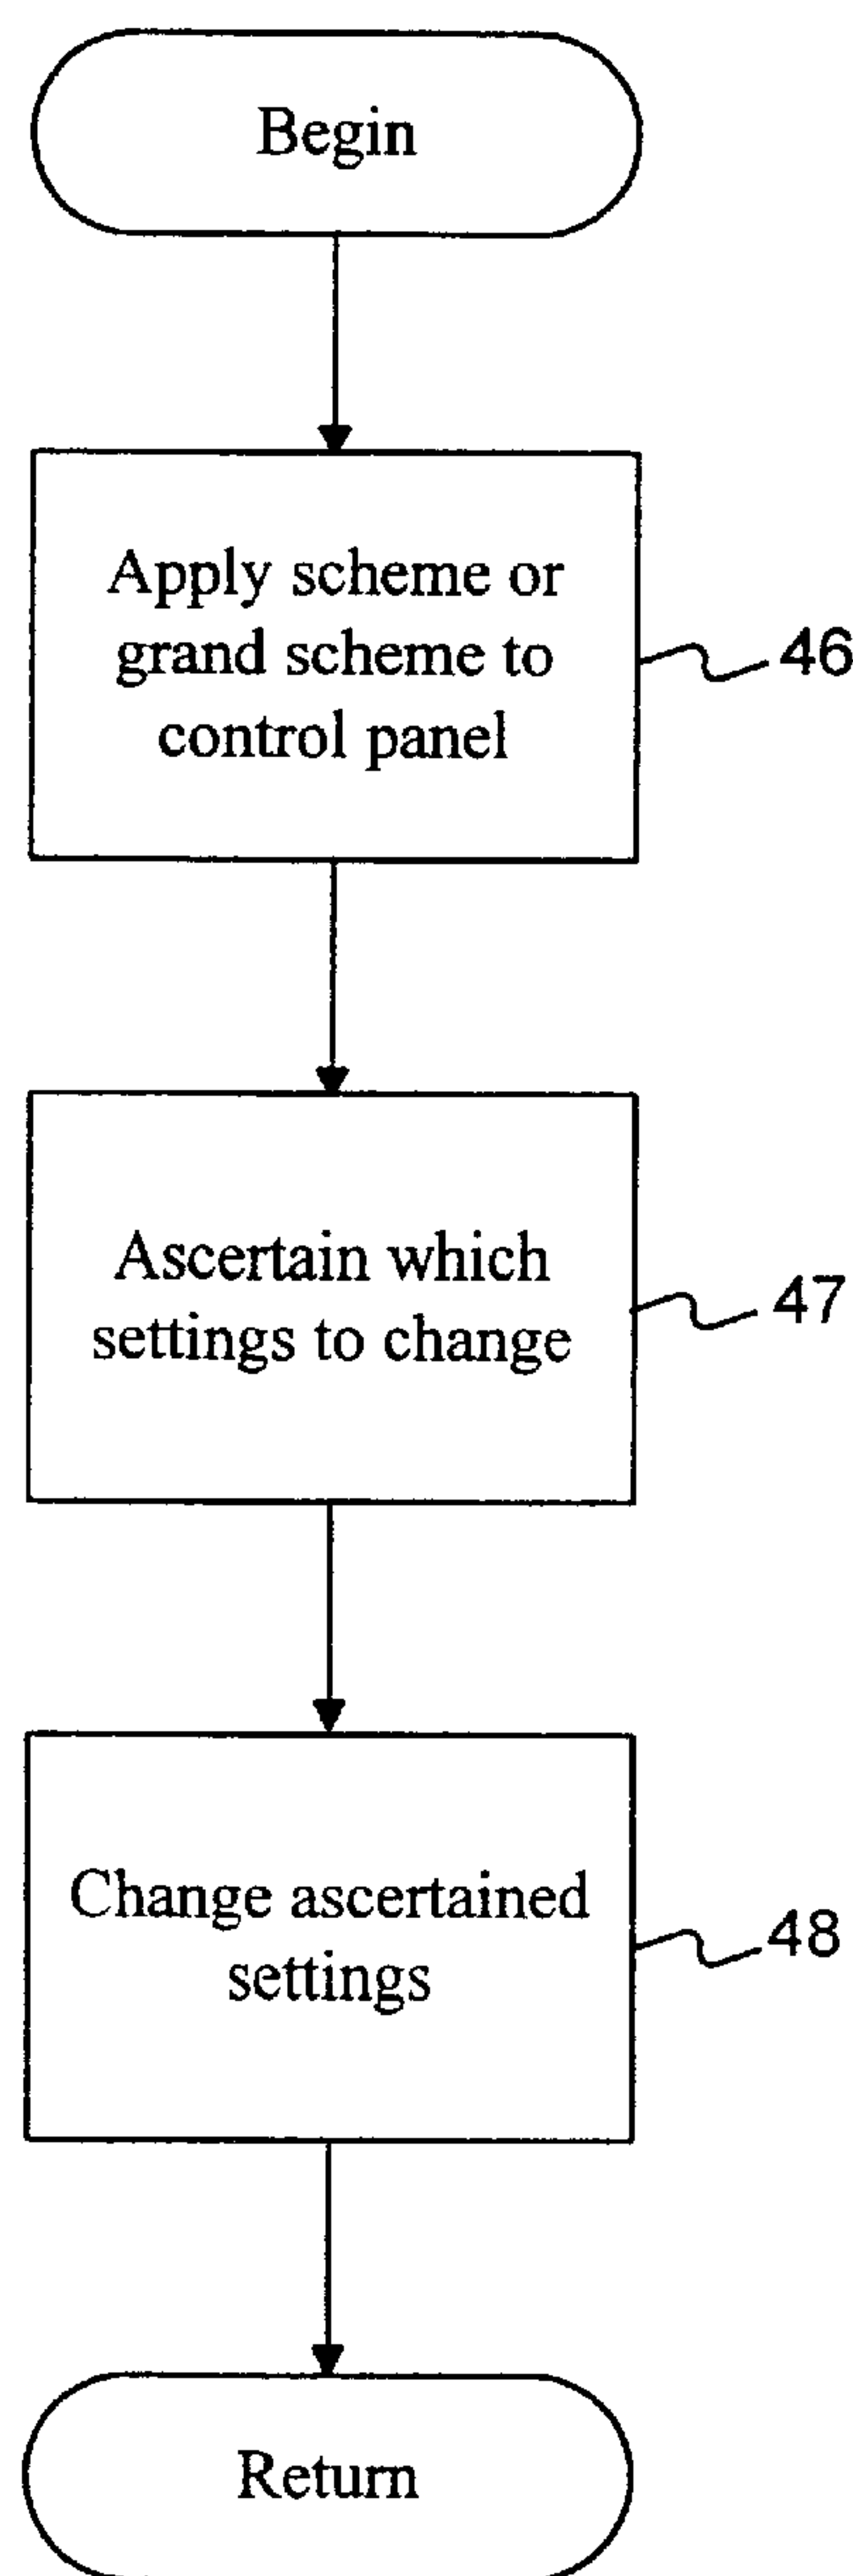 Begin
Apply scheme or
grand scheme to
control panel
46
Ascertain which
settings to change
47
Change ascertained
settings
48
Return